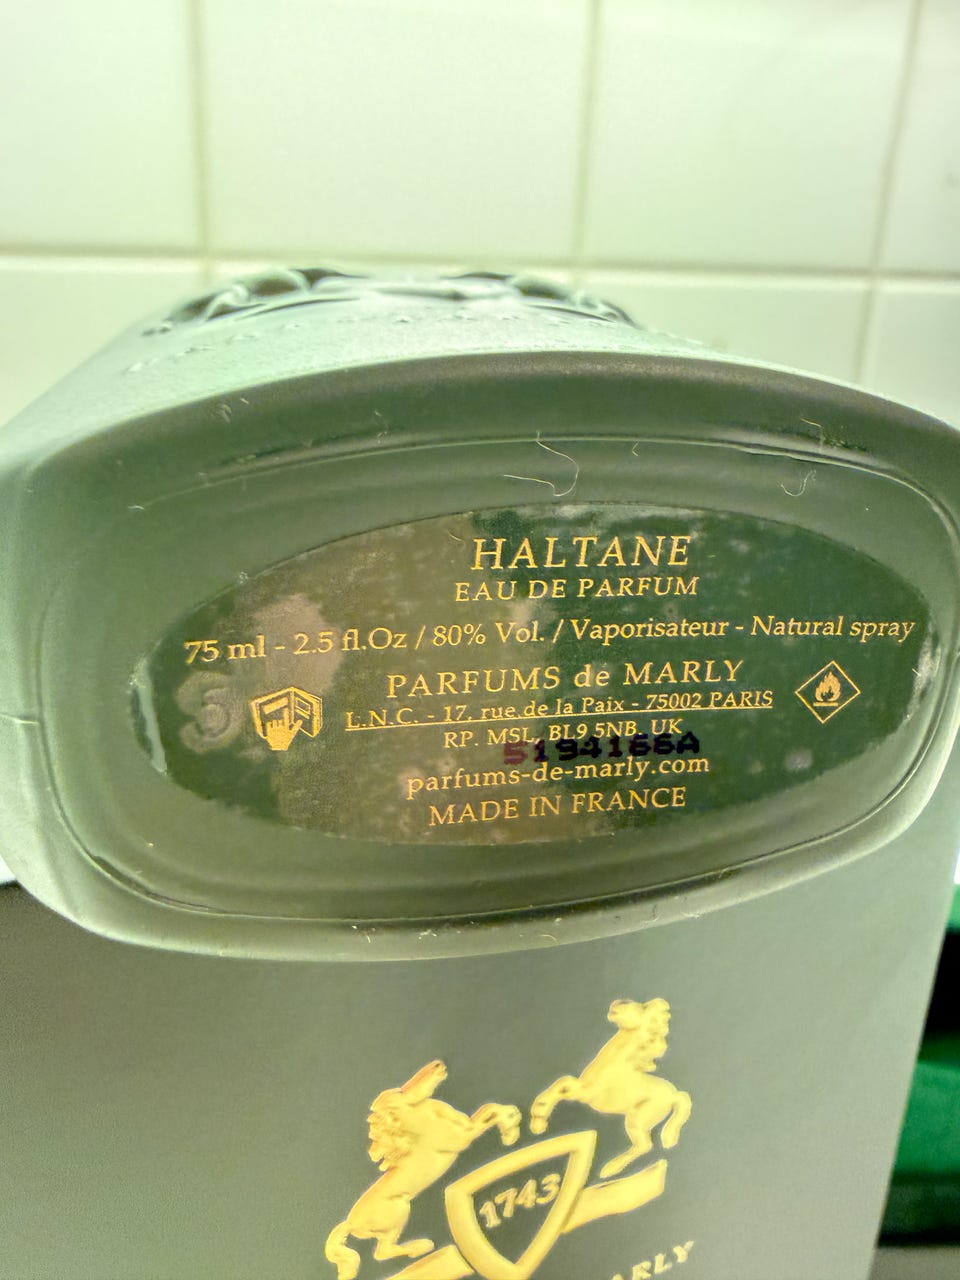 HALTANE
EAU DE PARFUM
75 ml - 2.5 fl.Oz / 80% Vol. / Vaporisateur - Natural spray
PARFUMS de MARLY
L.N.C. - 17, rue de la Paix - 75002 PARIS
RP. MSL, BL9 5NB, UK
5194166A
parfums-de-marly.com
MADE IN FRANCE
5
1743
ARLY